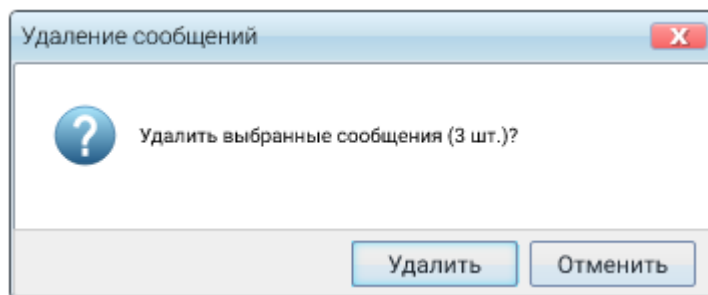 Удаление сообщений
X
Удалить выбранные сообщения (3 шт.)?
Удалить
Отменить